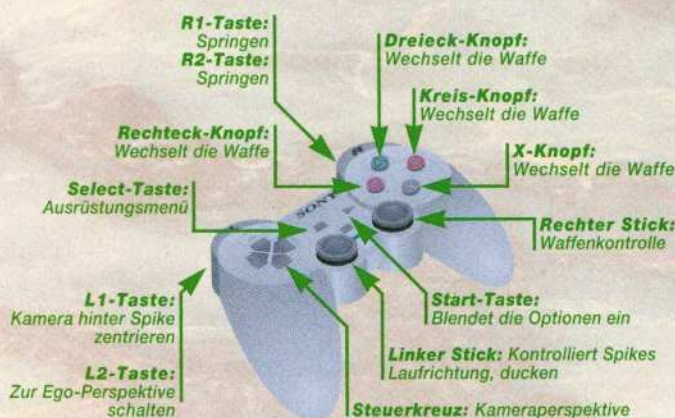 R1-Taste:
Springen
R2-Taste:
Springen
Dreieck-Knopf:
Wechselt die Waffe
Kreis-Knopf:
Wechselt die Waffe
Rechteck-Knopf:
Wechselt die Waffe
X-Knopf:
Wechselt die Waffe
Select-Taste:
Ausrüstungsmenü
SONY
Rechter Stick:
Waffenkontrolle
L1-Taste:
Kamera hinter Spike
zentrieren
Start-Taste:
Blendet die Optionen ein
L2-Taste:
Zur Ego-Perspektive
schalten
Linker Stick: Kontrolliert Spikes
Laufrichtung, ducken
Steuerkreuz: Kameraperspektive